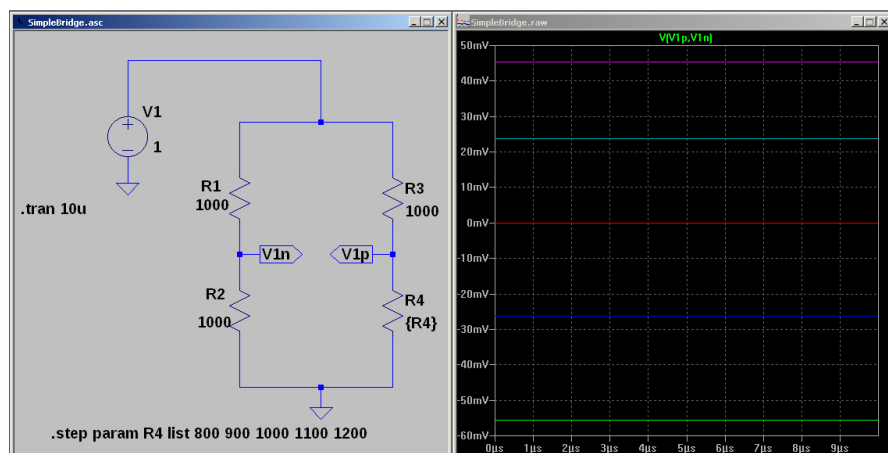 SimpleBridge.asc
V1
1
.tran 10u
R1
1000
R3
1000
V1n
V1p
R2
1000
R4
{R4}
.step param R4 list 800 900 1000 1100 1200
SimpleBridge.raw
V(V1p,V1n)
50mV
40mV
30mV
20mV
10mV
0mV
-10mV
-20mV
-30mV
-40mV
-50mV
-60mV
0µs 1µs 2µs 3µs 4µs 5µs 6µs 7µs 8µs 9µs